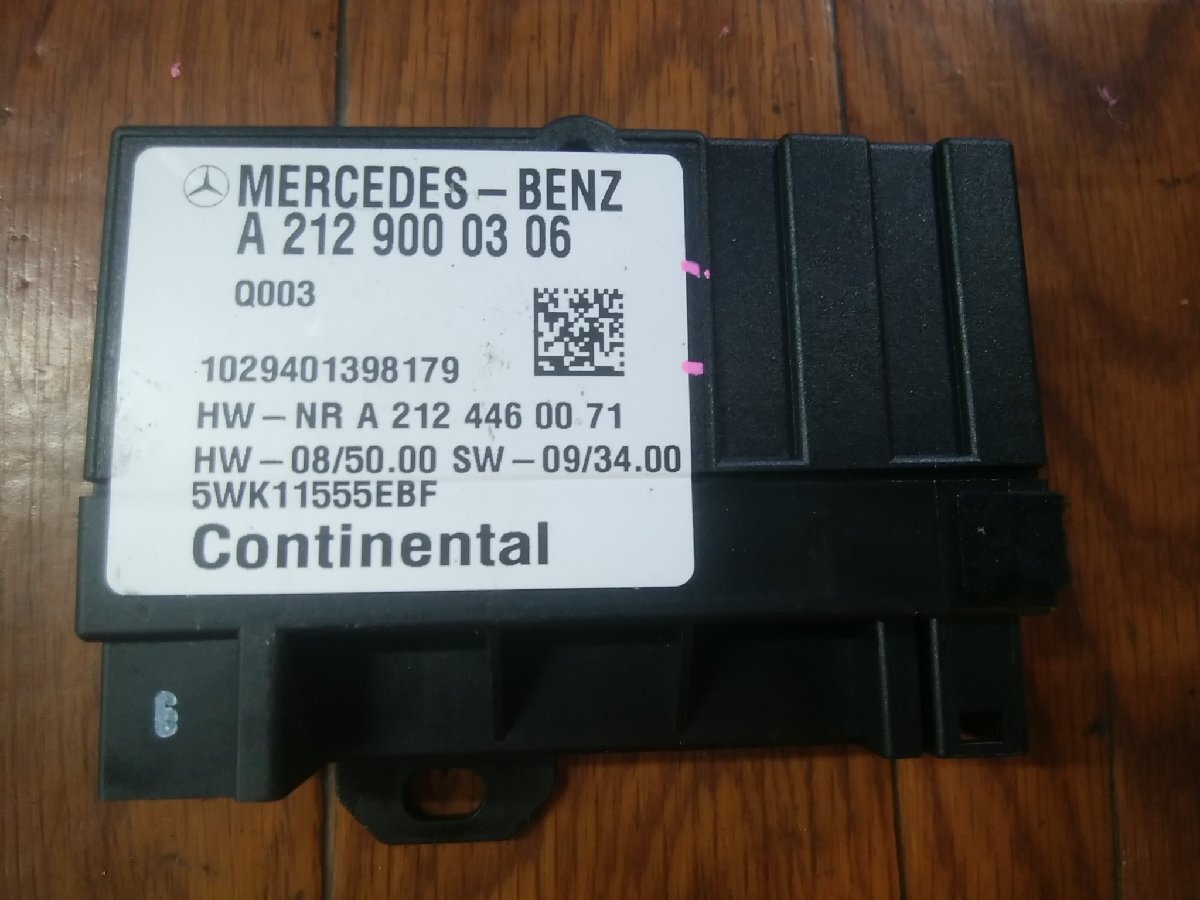 MERCEDES - BENZ
A 212 900 03 06
Q003
1029401398179
HW - NR A 212 446 00 71
HW - 08/50.00 SW - 09/34.00
5WK11555EBF
Continental
6